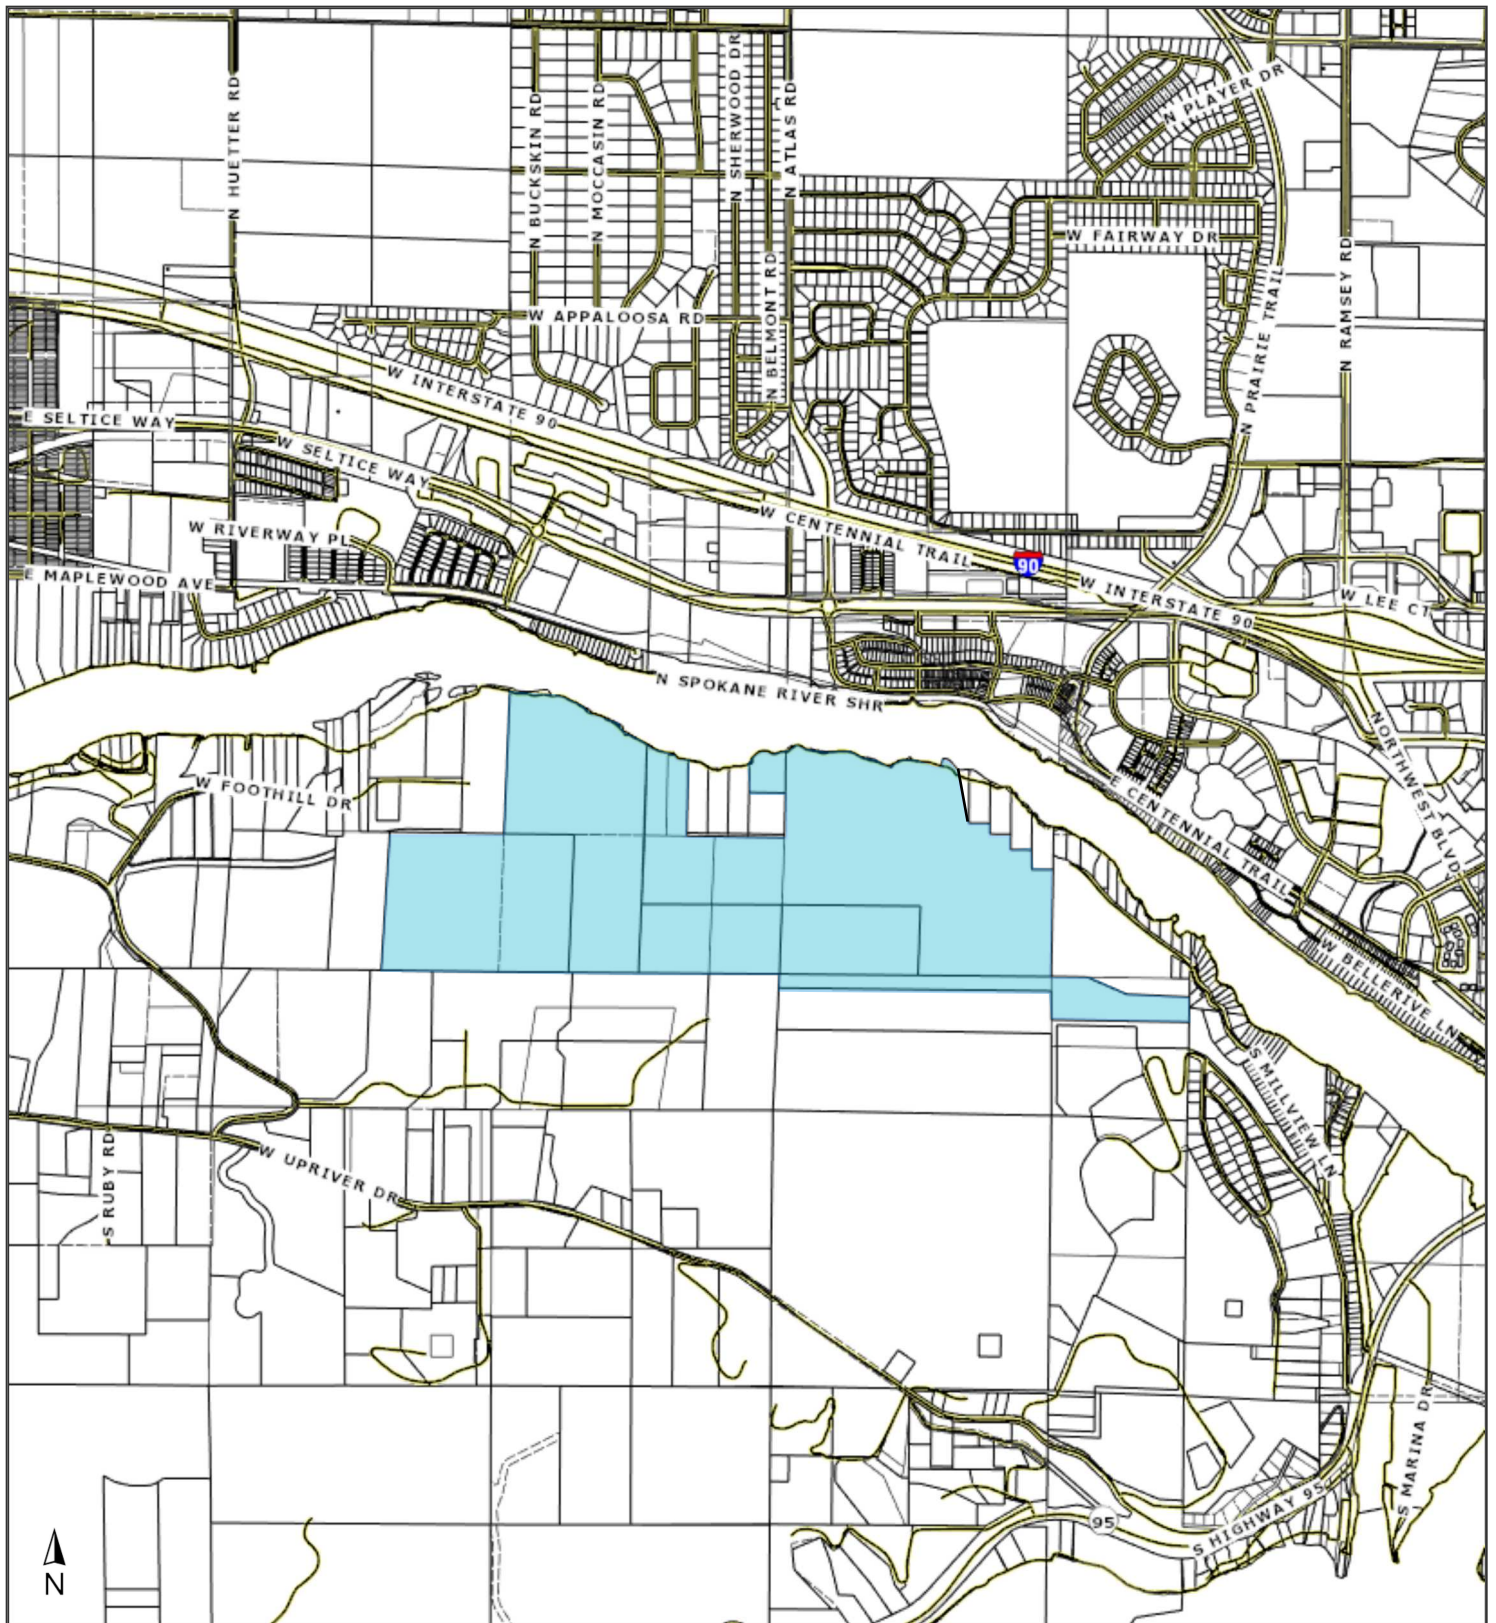 N HUETTER RD
N BUCKSKIN RD
N MOCCASIN RD
N SHERWOOD DR
N ATLAS RD
N PLAYER DR
W FAIRWAY DR
N BELMONT RD
N PRAIRIE TRAIL
N RAMSEY RD
W APPALOOSA RD
W INTERSTATE 90
E SELTICE WAY
W SELTICE WAY
W CENTENNIAL TRAIL
W RIVERWAY PL
90
E MAPLEWOOD AVE
W INTERSTATE 90
W LEE CT
N SPOKANE RIVER SHR
NORTHWEST BLVD
W FOOTHILL DR
E CENTENNIAL TRAIL
W BELLERIVE LN
S MILLVIEW LN
S RUBY RD
W UPRIVER DR
S MARINA DR
95
S HIGHWAY 95
N